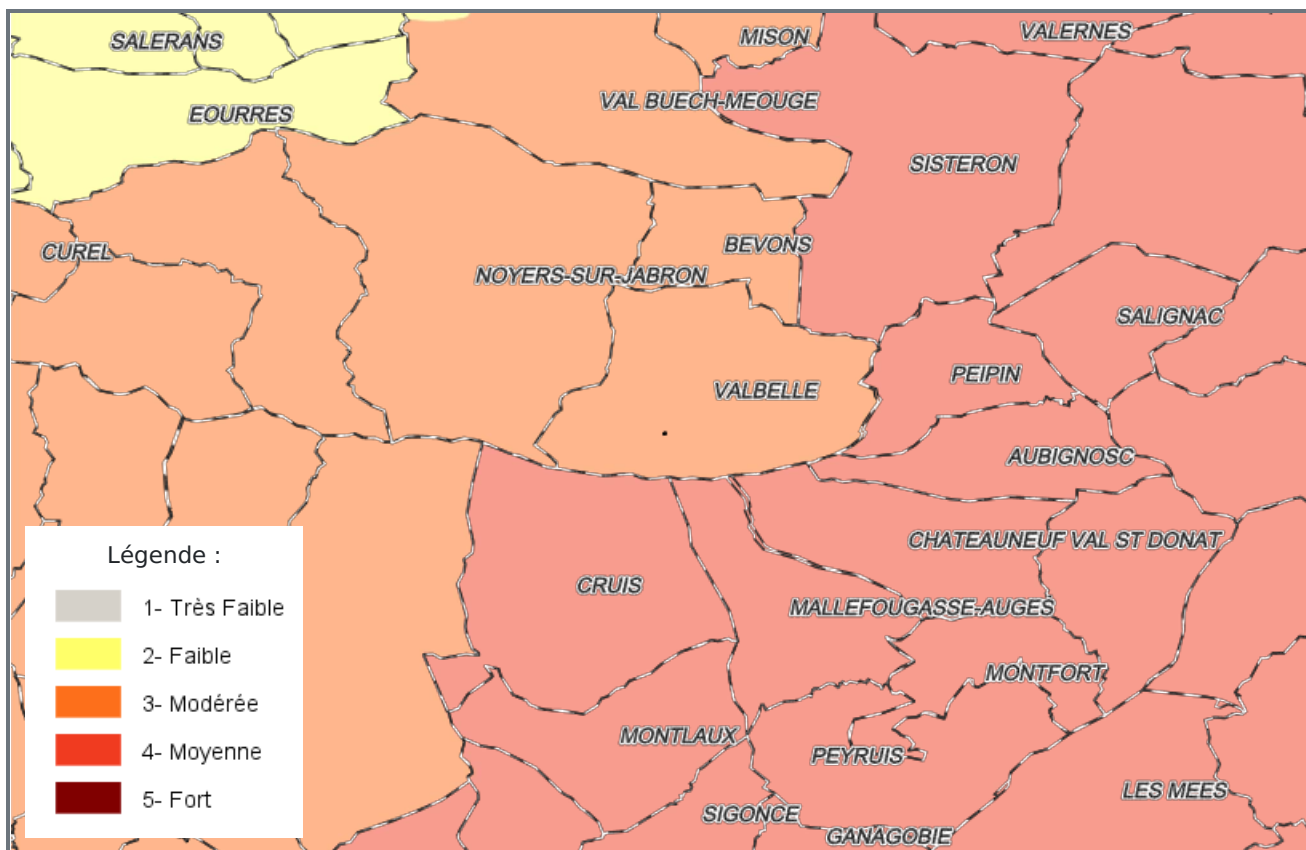 SALERANS
MISON
VALERNES
EOURRES
VAL BUECH-MEOUGE
SISTERON
CUREL
BEVONS
NOYERS-SUR-JABRON
SALIGNAC
PEIPIN
VALBELLE
AUBIGNOSC
CHATEAUNEUF VAL ST DONAT
CRUIS
MALLEFOUGASSE-AUGES
MONTFORT
MONTLAUX
PEYRUIS
LES MEES
SIGONCE
GANAGOBIE
Légende :
1- Très Faible
2- Faible
3- Modérée
4- Moyenne
5- Fort